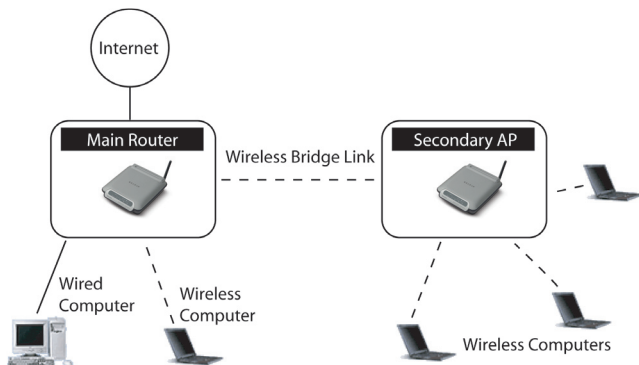 Internet
Main Router
Secondary AP
Wireless Bridge Link
Wired
Computer
Wireless
Computer
Wireless Computers